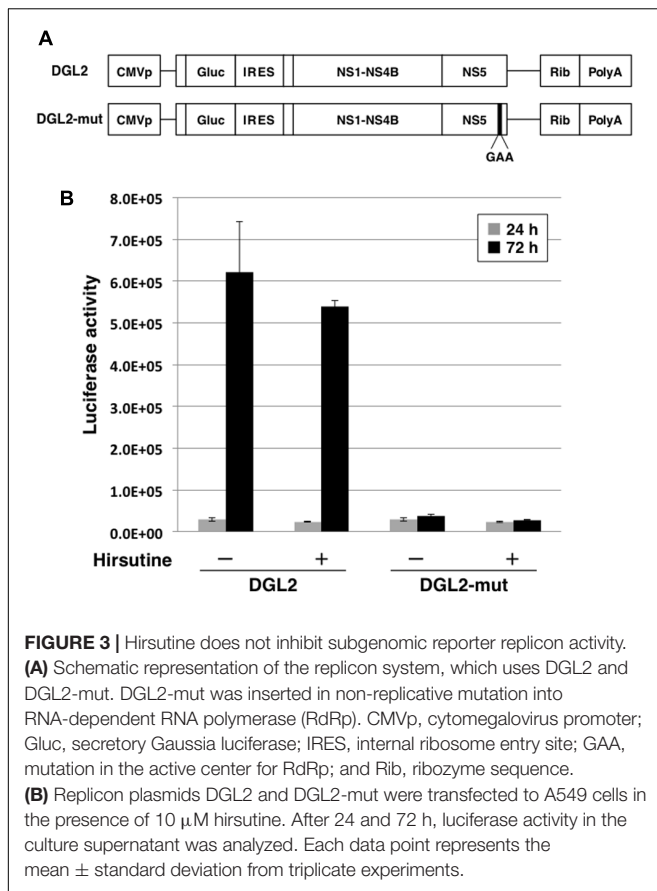 A
DGL2
CMVp Gluc IRES NS1-NS4B NS5 Rib PolyA
DGL2-mut
CMVp Gluc IRES NS1-NS4B NS5 Rib PolyA
GAA
B
8.0E+05
7.0E+05
6.0E+05
5.0E+05
4.0E+05
3.0E+05
2.0E+05
1.0E+05
0.0E+00
Luciferase activity
24 h
72 h
Hirsutine − + − +
DGL2 DGL2-mut
FIGURE 3 | Hirsutine does not inhibit subgenomic reporter replicon activity.
(A) Schematic representation of the replicon system, which uses DGL2 and
DGL2-mut. DGL2-mut was inserted in non-replicative mutation into
RNA-dependent RNA polymerase (RdRp). CMVp, cytomegalovirus promoter;
Gluc, secretory Gaussia luciferase; IRES, internal ribosome entry site; GAA,
mutation in the active center for RdRp; and Rib, ribozyme sequence.
(B) Replicon plasmids DGL2 and DGL2-mut were transfected to A549 cells in
the presence of 10 μM hirsutine. After 24 and 72 h, luciferase activity in the
culture supernatant was analyzed. Each data point represents the
mean ± standard deviation from triplicate experiments.